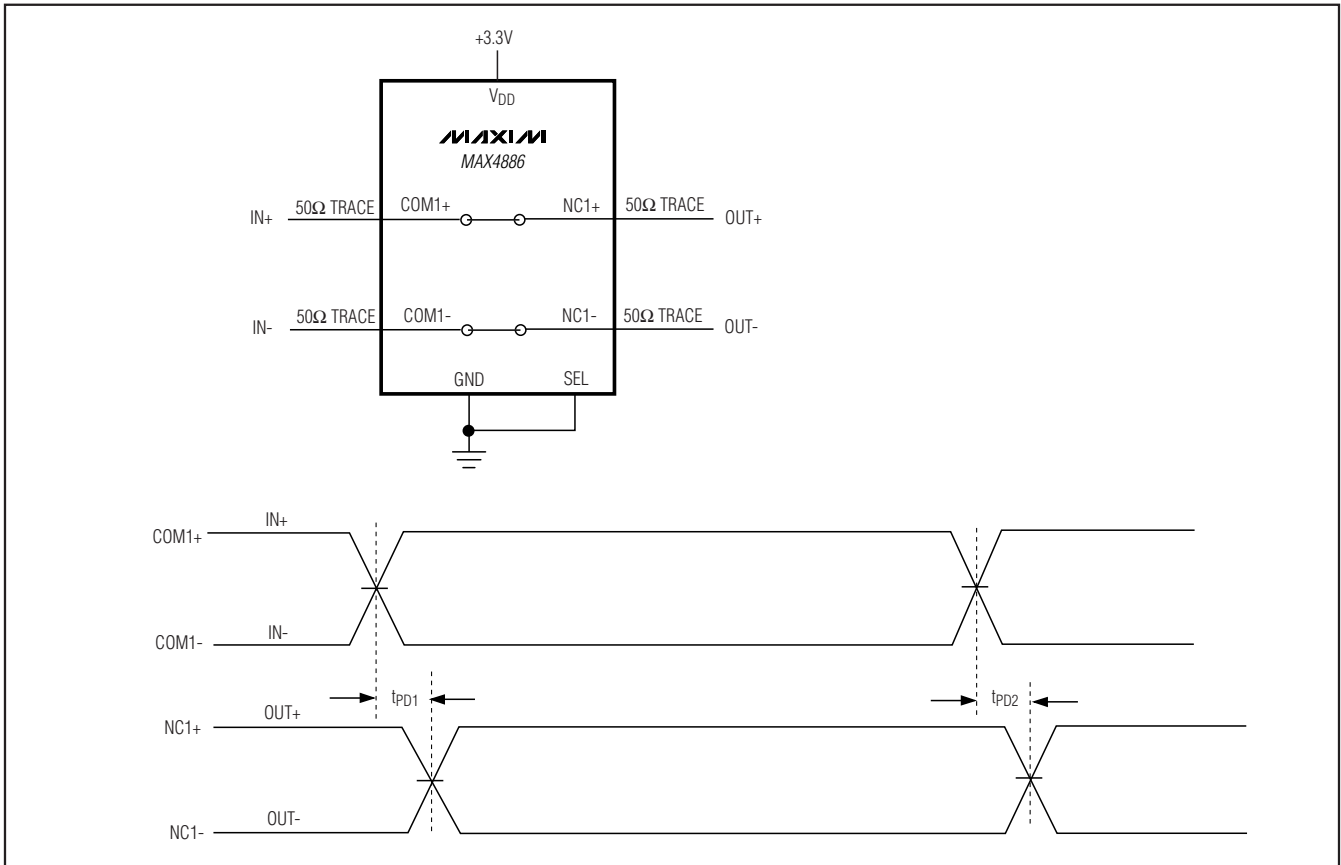 +3.3V
VDD
MAXIM
MAX4886
IN+ 50Ω TRACE COM1+ NC1+ 50Ω TRACE OUT+
IN- 50Ω TRACE COM1- NC1- 50Ω TRACE OUT-
GND SEL
COM1+ IN+
COM1- IN-
tPD1 tPD2
NC1+ OUT+
NC1- OUT-